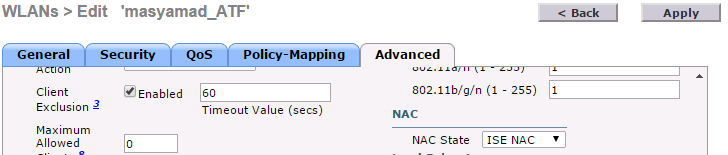 WLANs > Edit 'masyamad_ATF'
< Back
Apply
General
Security
QoS
Policy-Mapping
Advanced
Action
802.11a/n (1 - 255)
1
Client
Exclusion 3
Enabled
60
Timeout Value (secs)
802.11b/g/n (1 - 255)
1
NAC
Maximum
Allowed
0
NAC State
ISE NAC